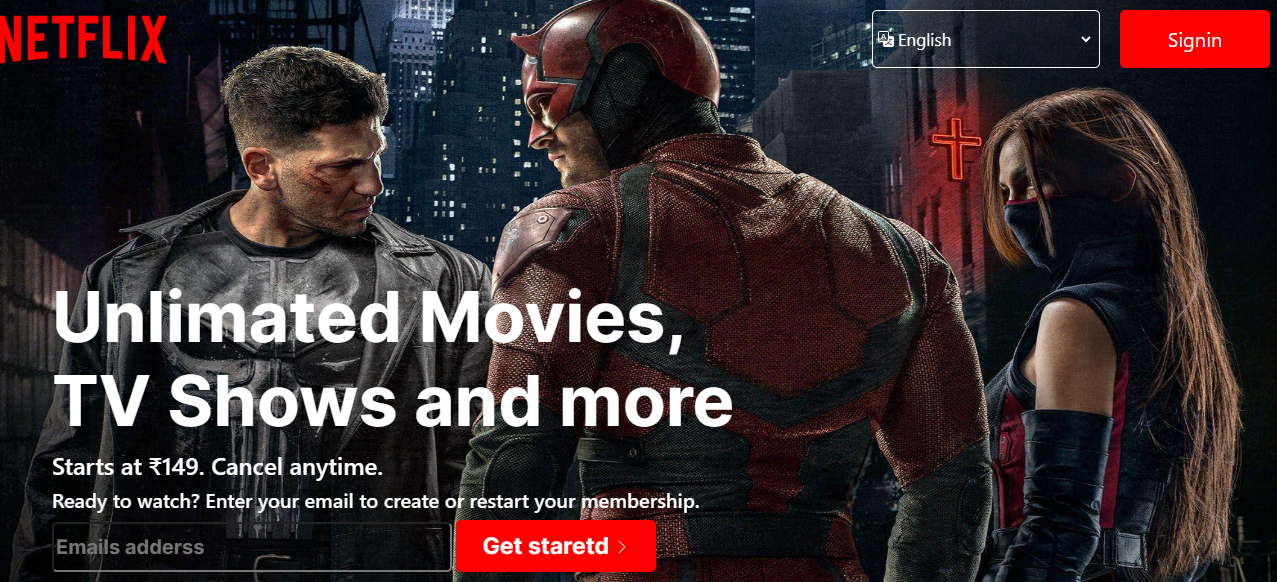 NETFLIX
English
Signin
Unlimated Movies,
TV Shows and more
Starts at ₹149. Cancel anytime.
Ready to watch? Enter your email to create or restart your membership.
Emails adderss
Get staretd